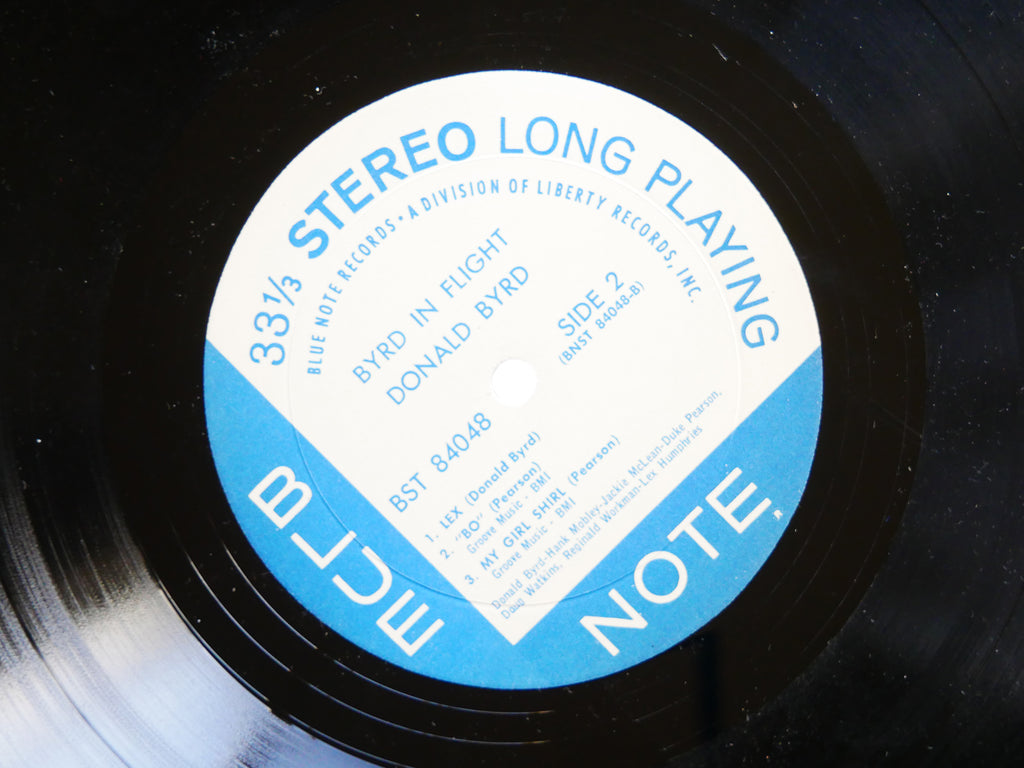 33 1/3 STEREO LONG PLAYING
BLUE NOTE RECORDS • A DIVISION OF LIBERTY RECORDS, INC.
BYRD IN FLIGHT
DONALD BYRD
SIDE 2
(BNST 84048-B)
BST 84048
1. LEX (Donald Byrd)
2. "BO" (Pearson)
Groove Music - BMI
3. MY GIRL SHIRL (Pearson)
Groove Music - BMI
Donald Byrd-Hank Mobley-Jackie McLean-Duke Pearson,
Doug Watkins, Reginald Workman-Lex Humphries
BLUE
NOTE